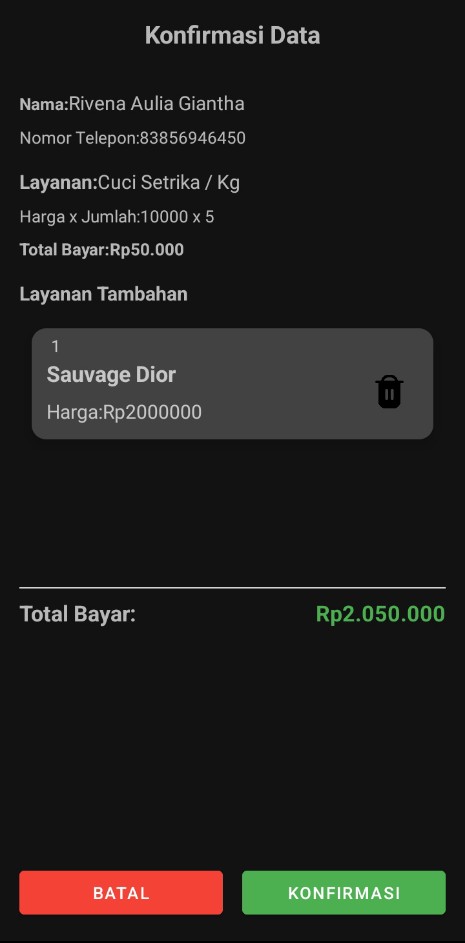 Konfirmasi Data
Nama:Rivena Aulia Giantha
Nomor Telepon:83856946450
Layanan:Cuci Setrika / Kg
Harga x Jumlah:10000 x 5
Total Bayar:Rp50.000
Layanan Tambahan
1
Sauvage Dior
Harga:Rp2000000
Total Bayar: Rp2.050.000
BATAL KONFIRMASI